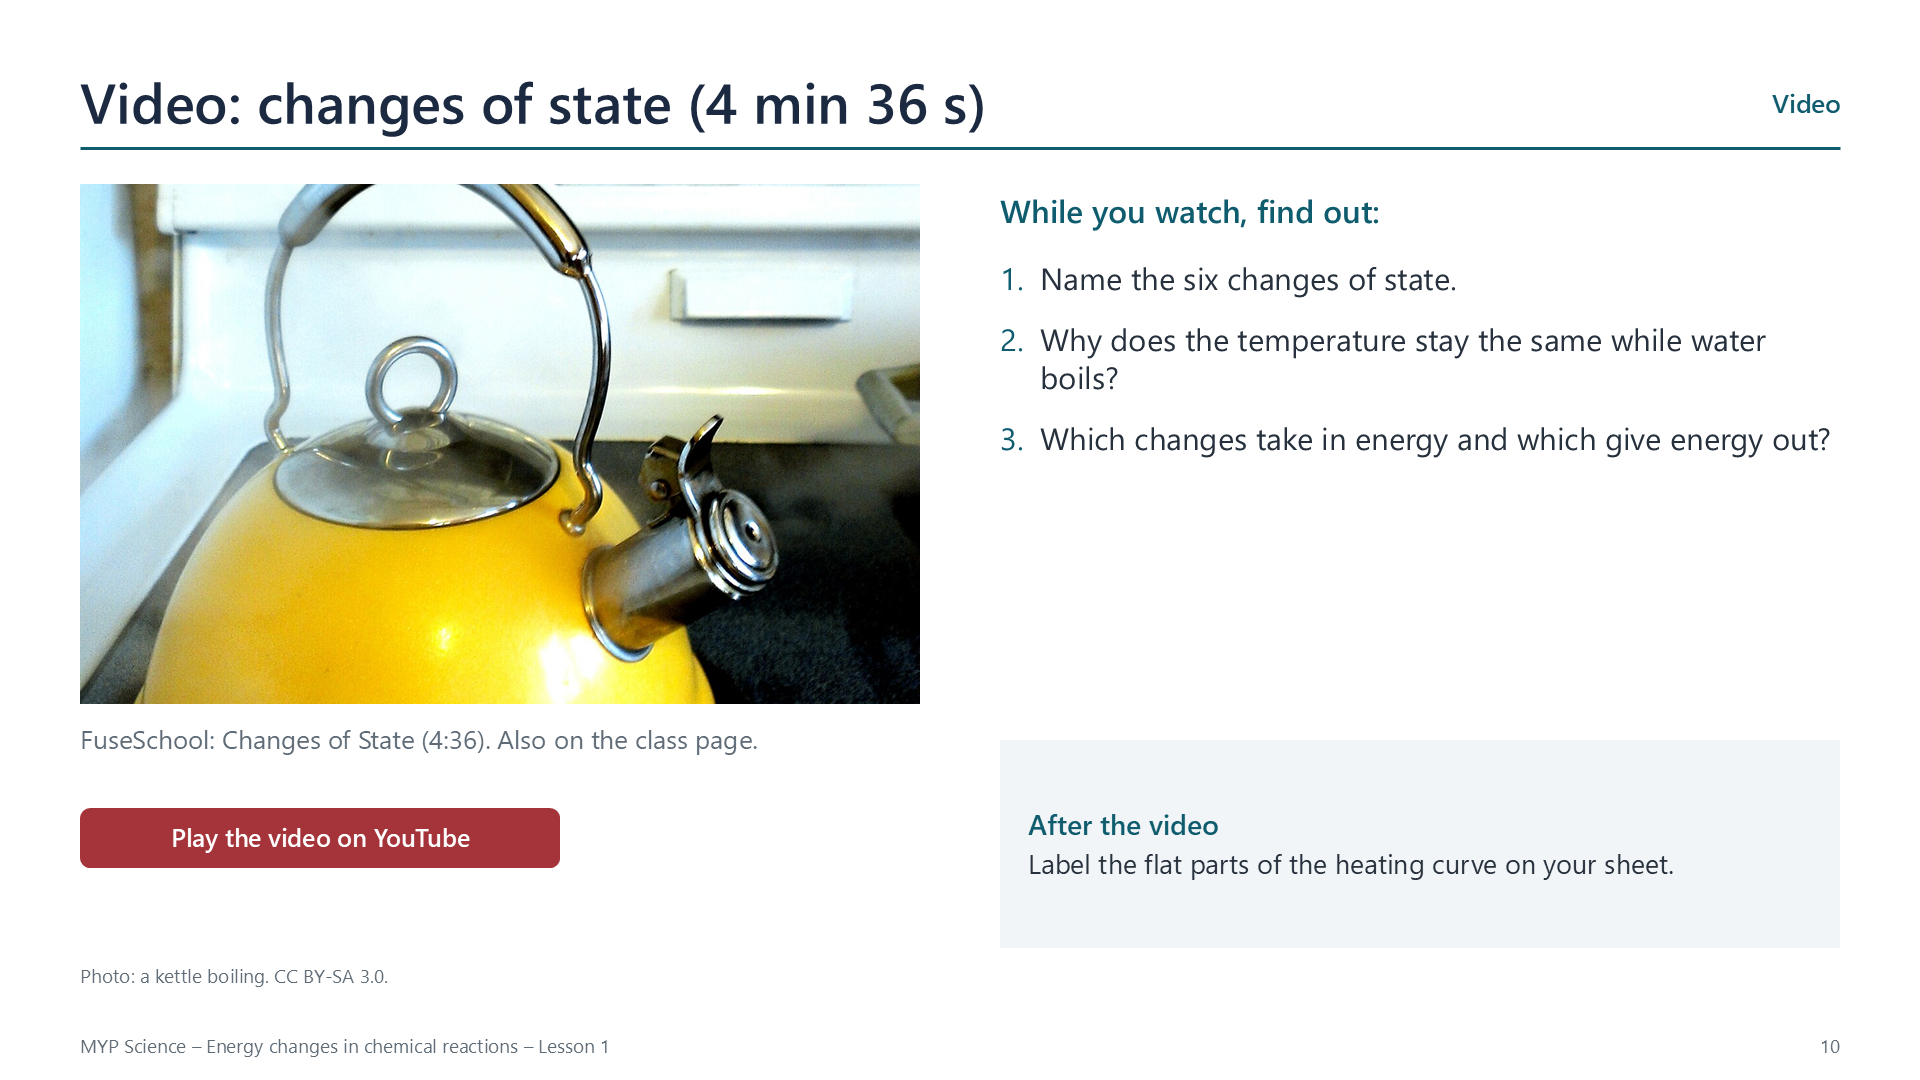 Video: changes of state (4 min 36 s)
Video
While you watch, find out:
1. Name the six changes of state.
2. Why does the temperature stay the same while water
boils?
3. Which changes take in energy and which give energy out?
FuseSchool: Changes of State (4:36). Also on the class page.
Play the video on YouTube
After the video
Label the flat parts of the heating curve on your sheet.
Photo: a kettle boiling. CC BY-SA 3.0.
MYP Science – Energy changes in chemical reactions – Lesson 1
10